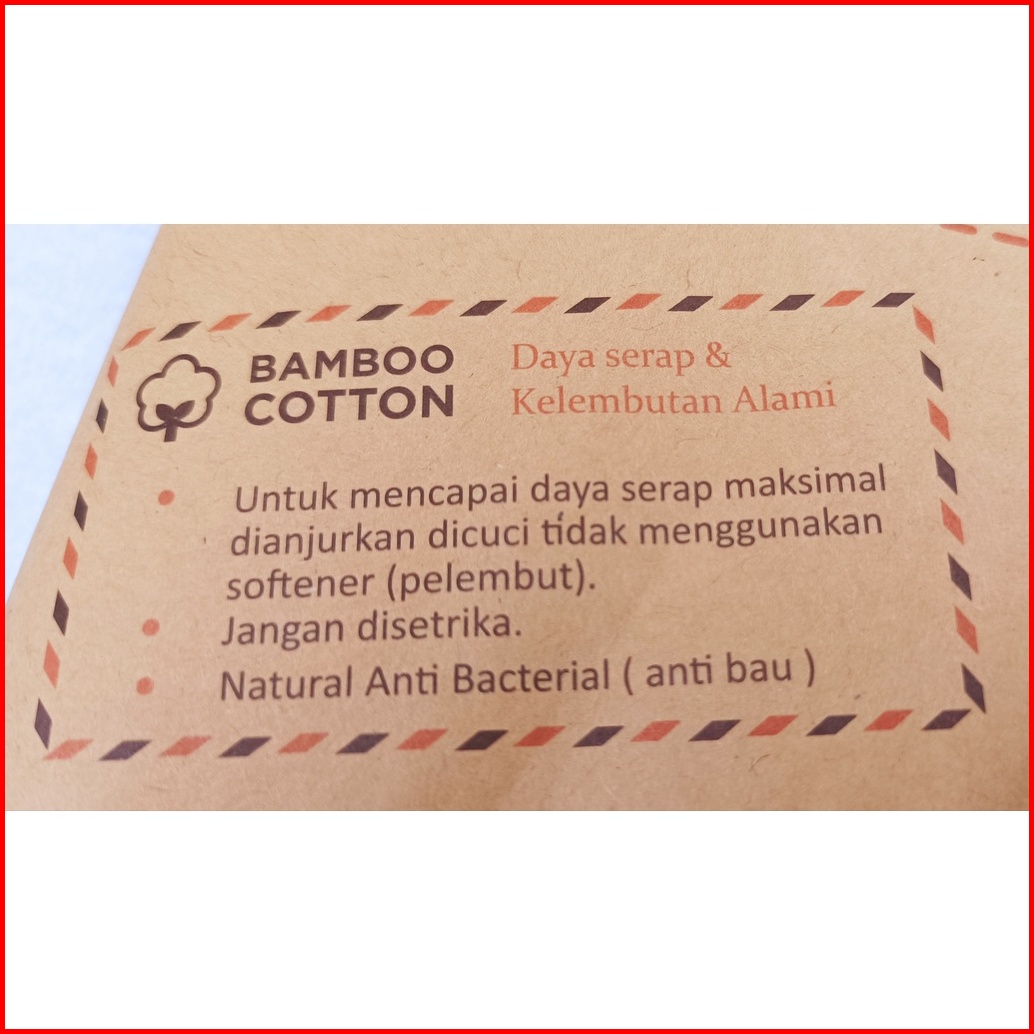 BAMBOO
COTTON
Daya serap &
Kelembutan Alami
• Untuk mencapai daya serap maksimal
dianjurkan dicuci tidak menggunakan
softener (pelembut).
• Jangan disetrika.
• Natural Anti Bacterial ( anti bau )